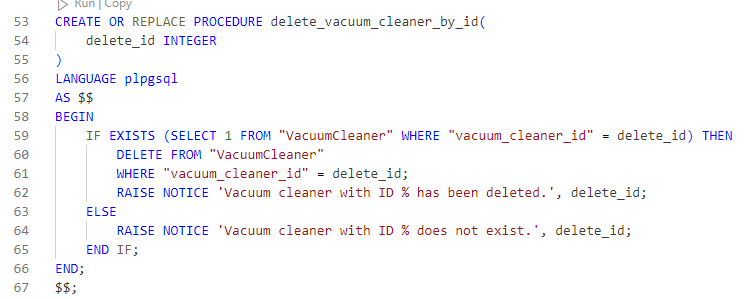 Run | Copy
53 CREATE OR REPLACE PROCEDURE delete_vacuum_cleaner_by_id(
54     delete_id INTEGER
55 )
56 LANGUAGE plpgsql
57 AS $$
58 BEGIN
59     IF EXISTS (SELECT 1 FROM "VacuumCleaner" WHERE "vacuum_cleaner_id" = delete_id) THEN
60         DELETE FROM "VacuumCleaner"
61         WHERE "vacuum_cleaner_id" = delete_id;
62         RAISE NOTICE 'Vacuum cleaner with ID % has been deleted.', delete_id;
63     ELSE
64         RAISE NOTICE 'Vacuum cleaner with ID % does not exist.', delete_id;
65     END IF;
66 END;
67 $$;